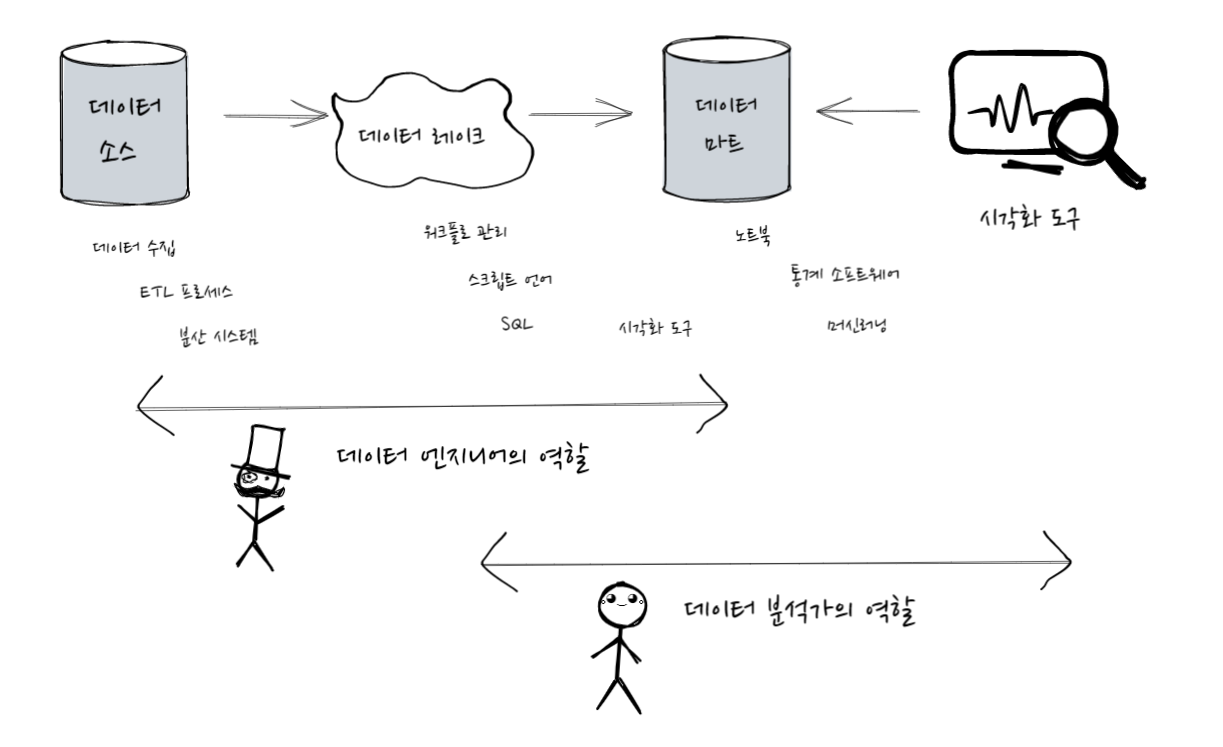 데이터
소스
데이터 레이크
데이터
마트
시각화 도구
데이터 수집
ETL 프로세스
분산 시스템
워크플로 관리
스크립트 언어
SQL
시각화 도구
노트북
통계 소프트웨어
머신러닝
데이터 엔지니어의 역할
데이터 분석가의 역할